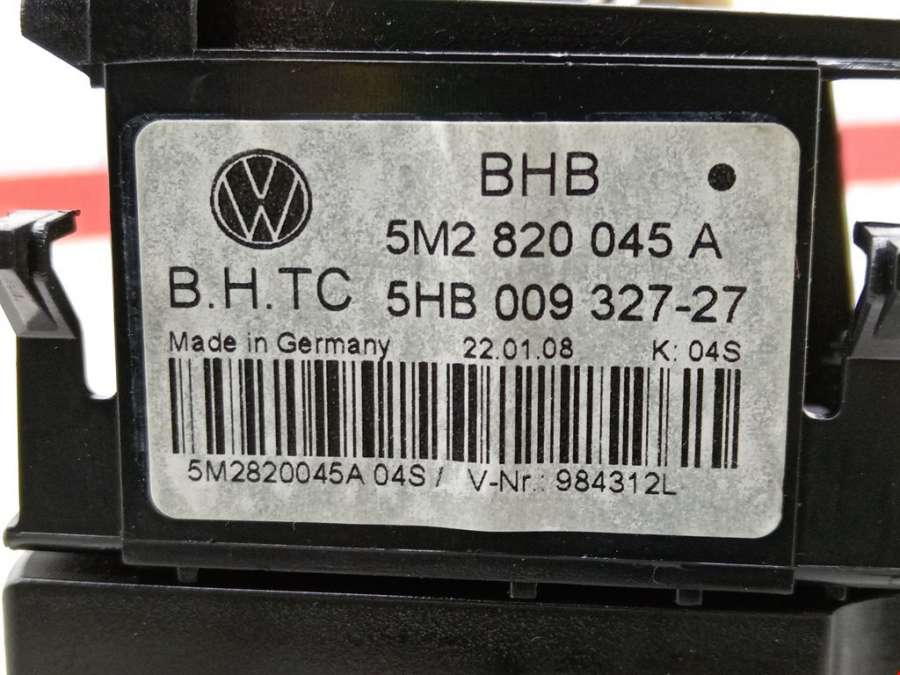 BHB
5M2 820 045 A
B.H.TC 5HB 009 327-27
Made in Germany 22.01.08 K: 04S
5M2820045A 04S / V-Nr.: 984312L